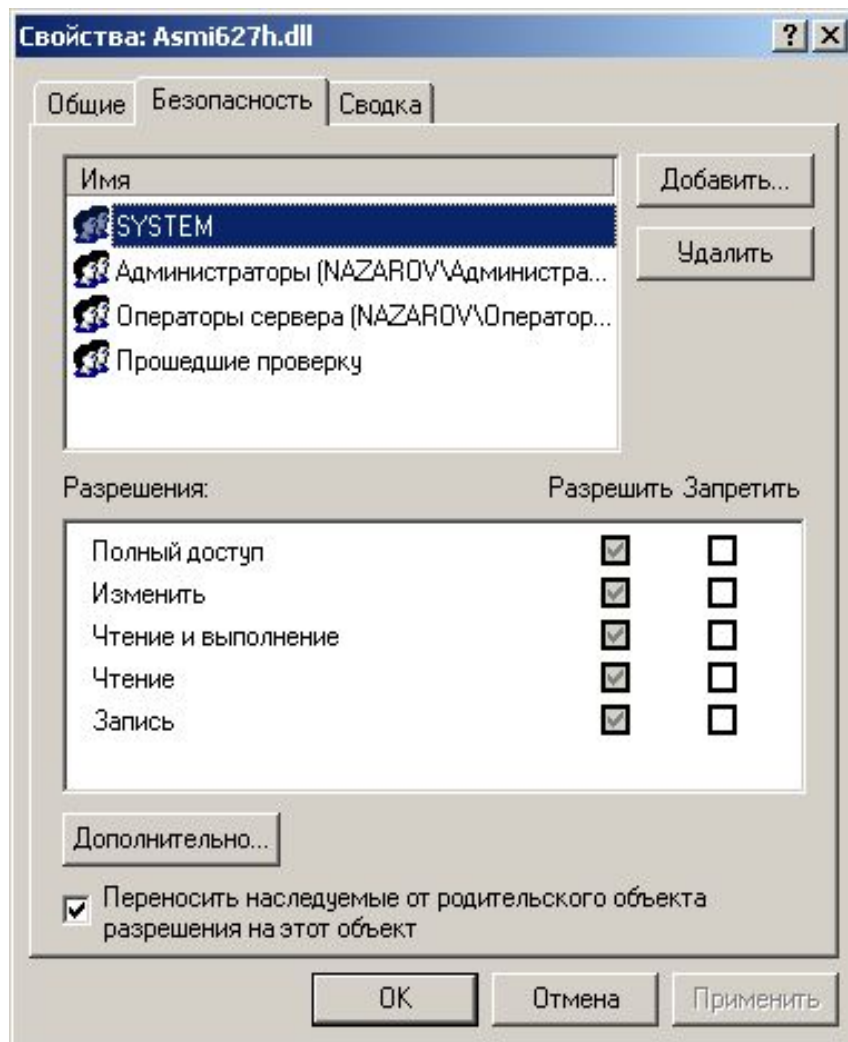 Свойства: Asmi627h.dll
Общие Безопасность Сводка
Имя
Добавить...
SYSTEM
Удалить
Администраторы (NAZAROV\Администра...
Операторы сервера (NAZAROV\Оператор...
Прошедшие проверку
Разрешения: Разрешить Запретить
Полный доступ
Изменить
Чтение и выполнение
Чтение
Запись
Дополнительно...
Переносить наследуемые от родительского объекта
разрешения на этот объект
OK Отмена Применить